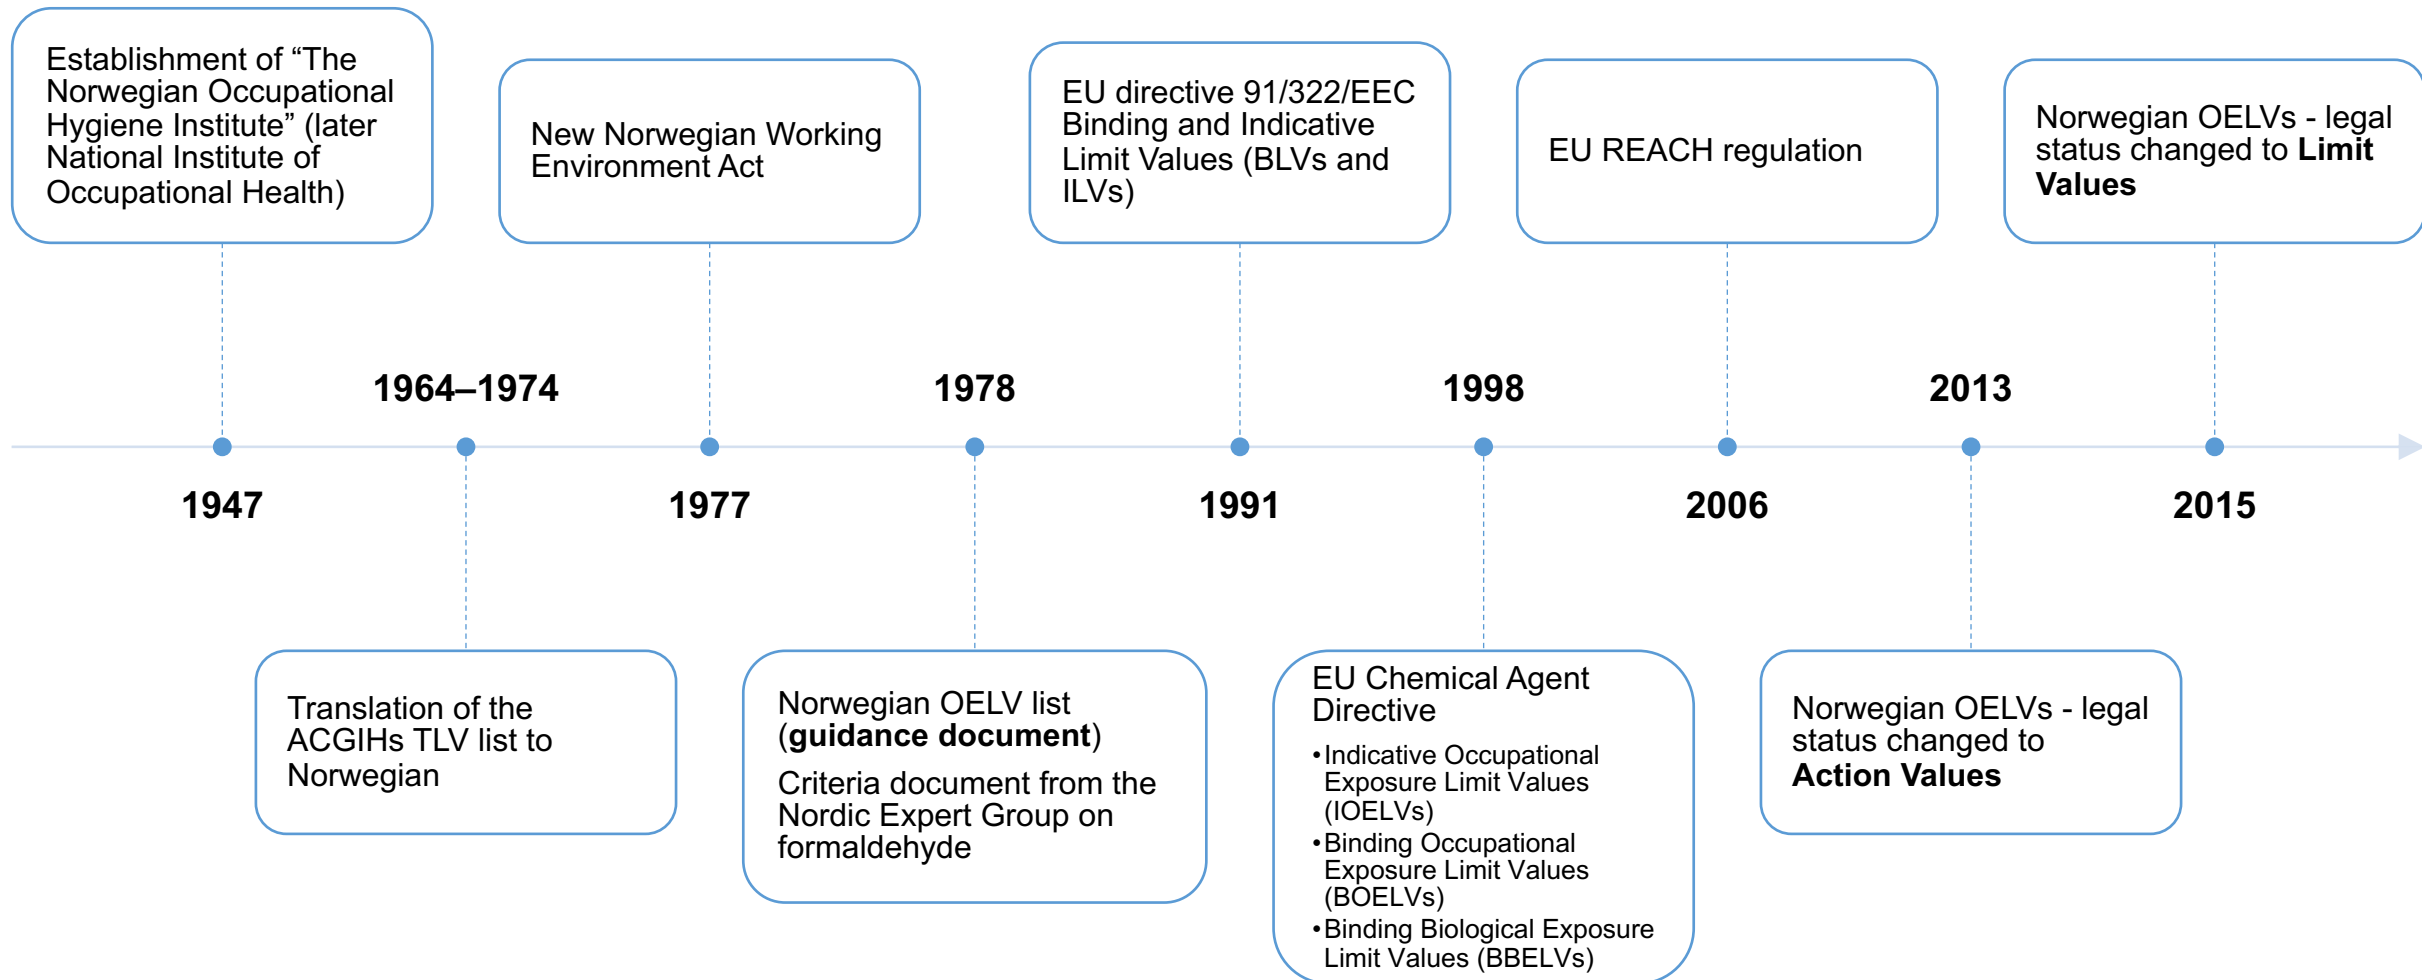 Establishment of “The
Norwegian Occupational
Hygiene Institute” (later
National Institute of
Occupational Health)
New Norwegian Working
Environment Act
EU directive 91/322/EEC
Binding and Indicative
Limit Values (BLVs and
ILVs)
EU REACH regulation
Norwegian OELVs - legal
status changed to Limit
Values
1964–1974
1978
1998
2013
1947
1977
1991
2006
2015
Translation of the
ACGIHs TLV list to
Norwegian
Norwegian OELV list
(guidance document)
Criteria document from the
Nordic Expert Group on
formaldehyde
EU Chemical Agent
Directive
•Indicative Occupational
Exposure Limit Values
(IOELVs)
•Binding Occupational
Exposure Limit Values
(BOELVs)
•Binding Biological Exposure
Limit Values (BBELVs)
Norwegian OELVs - legal
status changed to
Action Values